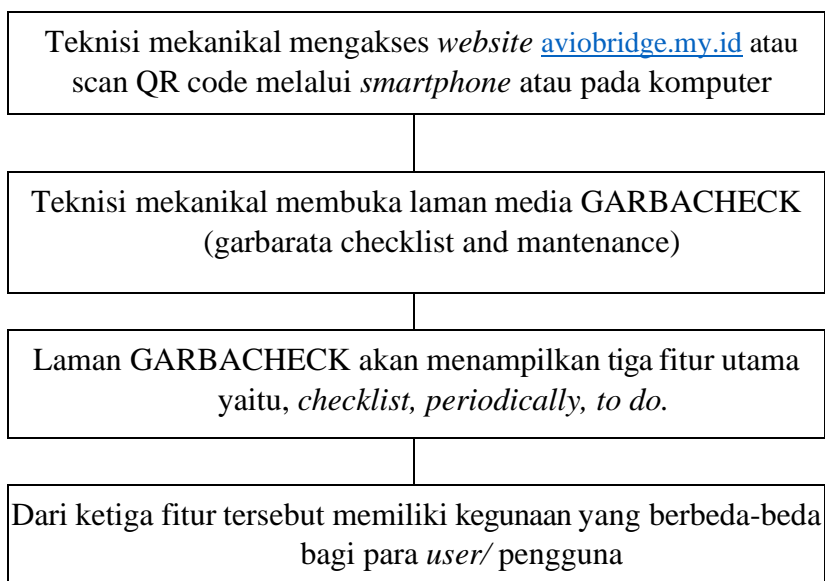 Teknisi mekanikal mengakses website aviobridge.my.id atau
scan QR code melalui smartphone atau pada komputer
Teknisi mekanikal membuka laman media GARBACHECK
(garbarata checklist and mantenance)
Laman GARBACHECK akan menampilkan tiga fitur utama
yaitu, checklist, periodically, to do.
Dari ketiga fitur tersebut memiliki kegunaan yang berbeda-beda
bagi para user/ pengguna